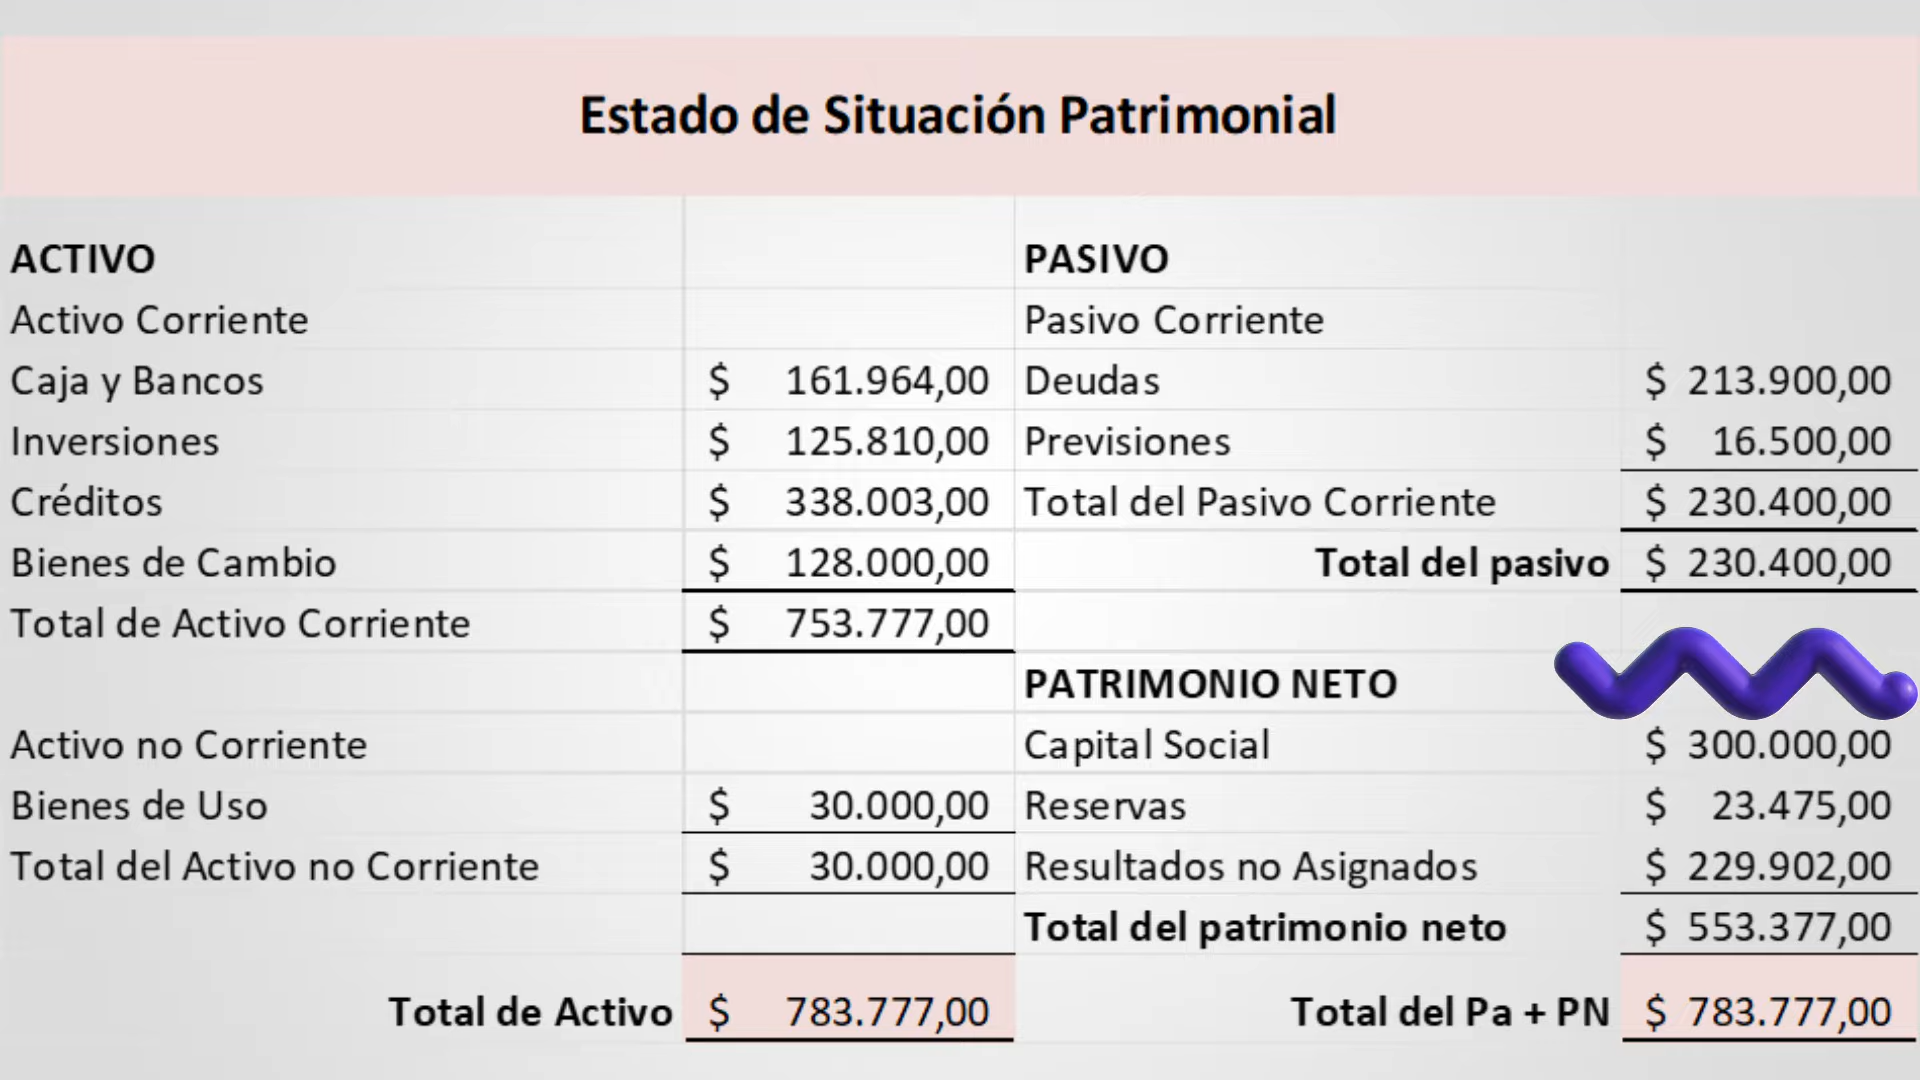 Estado de Situación Patrimonial
ACTIVO PASIVO
Activo Corriente Pasivo Corriente
Caja y Bancos $ 161.964,00 Deudas $ 213.900,00
Inversiones $ 125.810,00 Previsiones $ 16.500,00
Créditos $ 338.003,00 Total del Pasivo Corriente $ 230.400,00
Bienes de Cambio $ 128.000,00 Total del pasivo $ 230.400,00
Total de Activo Corriente $ 753.777,00
PATRIMONIO NETO
Activo no Corriente Capital Social $ 300.000,00
Bienes de Uso $ 30.000,00 Reservas $ 23.475,00
Total del Activo no Corriente $ 30.000,00 Resultados no Asignados $ 229.902,00
Total del patrimonio neto $ 553.377,00
Total de Activo $ 783.777,00 Total del Pa + PN $ 783.777,00